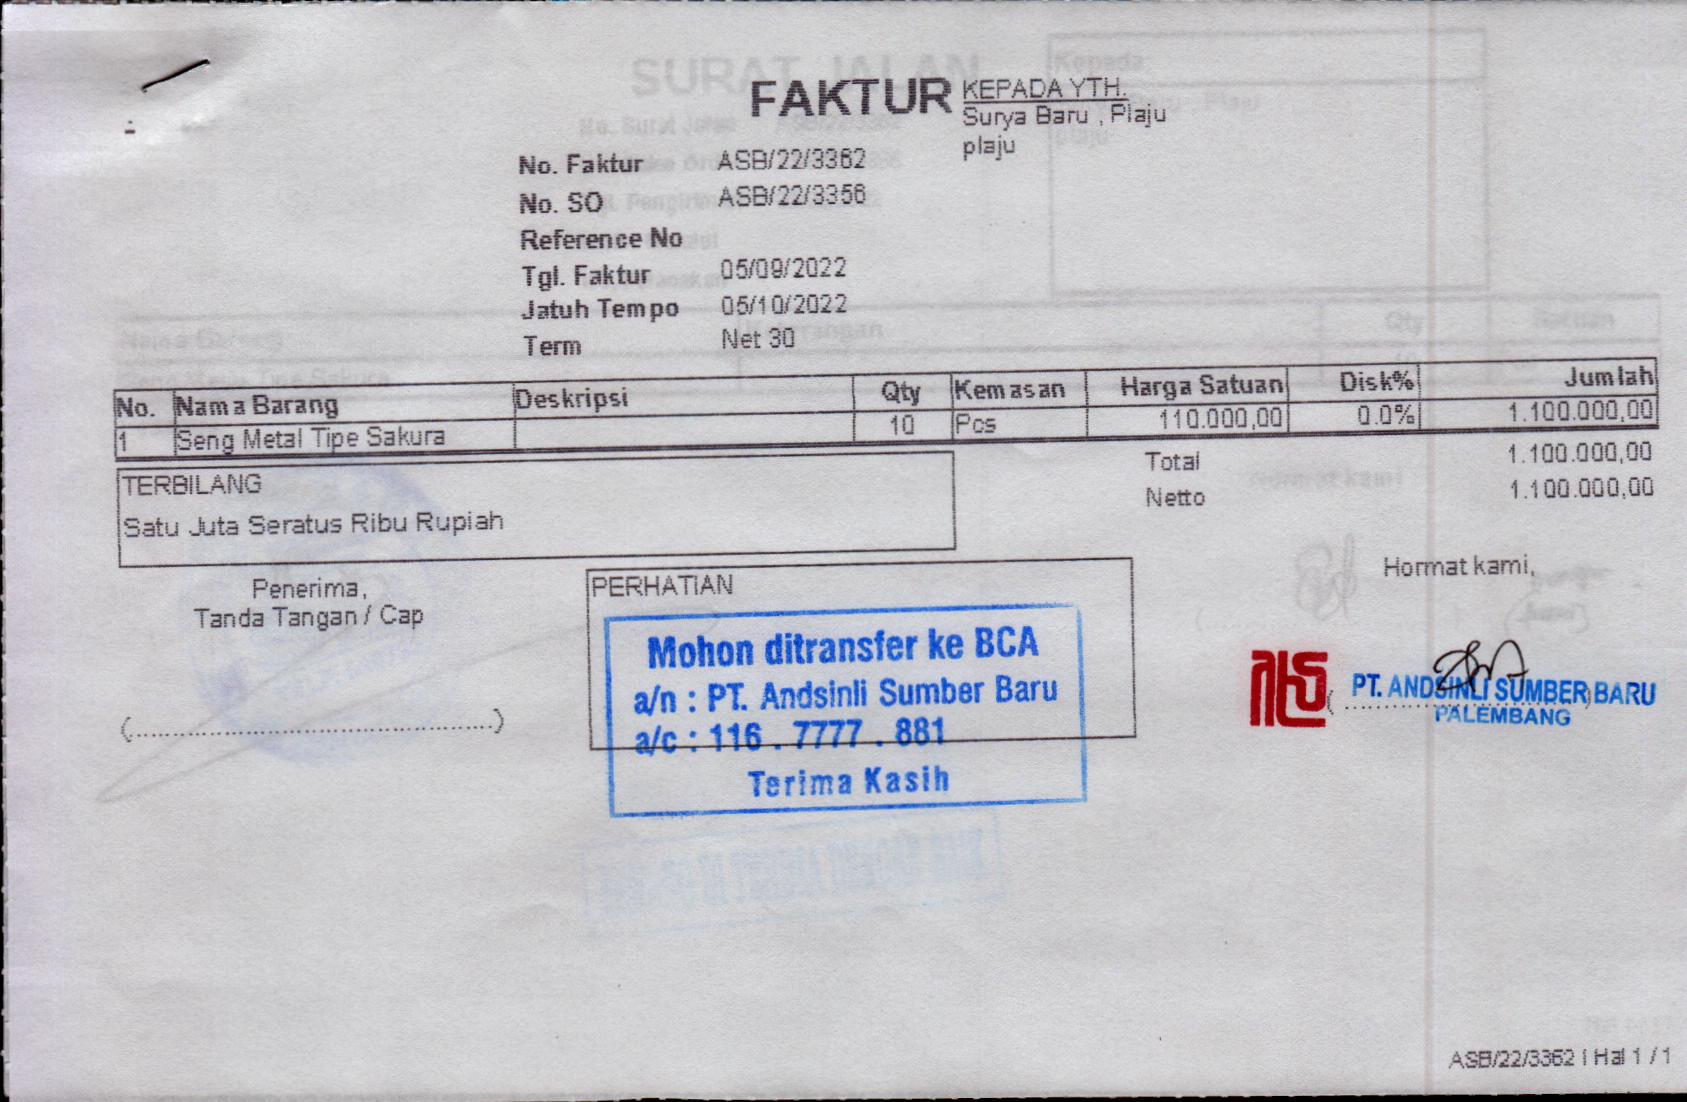 FAKTUR
KEPADA YTH.
Surya Baru , Plaju
plaju
No. Faktur ASB/22/3362
No. SO ASB/22/3356
Reference No
Tgl. Faktur 05/09/2022
Jatuh Tempo 05/10/2022
Term Net 30
No. Nama Barang Deskripsi Qty Kemasan Harga Satuan Disk% Jumlah
1 Seng Metal Tipe Sakura 10 Pcs 110.000,00 0.0% 1.100.000,00
Total 1.100.000,00
Netto 1.100.000,00
TERBILANG
Satu Juta Seratus Ribu Rupiah
Penerima,
Tanda Tangan / Cap
(........................................................)
PERHATIAN
Mohon ditransfer ke BCA
a/n : PT. Andsinli Sumber Baru
a/c : 116 . 7777 . 881
Terima Kasih
Hormat kami,
PT. ANDSINLI SUMBER BARU
PALEMBANG
ASB/22/3362 | Hal 1 / 1